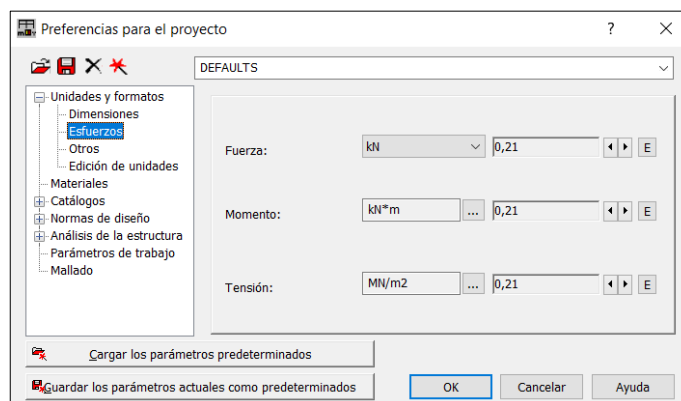 Preferencias para el proyecto
DEFAULTS
Unidades y formatos
Dimensiones
Esfuerzos
Otros
Edición de unidades
Materiales
Catálogos
Normas de diseño
Análisis de la estructura
Parámetros de trabajo
Mallado
Fuerza: kN 0,21 E
Momento: kN*m ... 0,21 E
Tensión: MN/m2 ... 0,21 E
Cargar los parámetros predeterminados
Guardar los parámetros actuales como predeterminados
OK Cancelar Ayuda